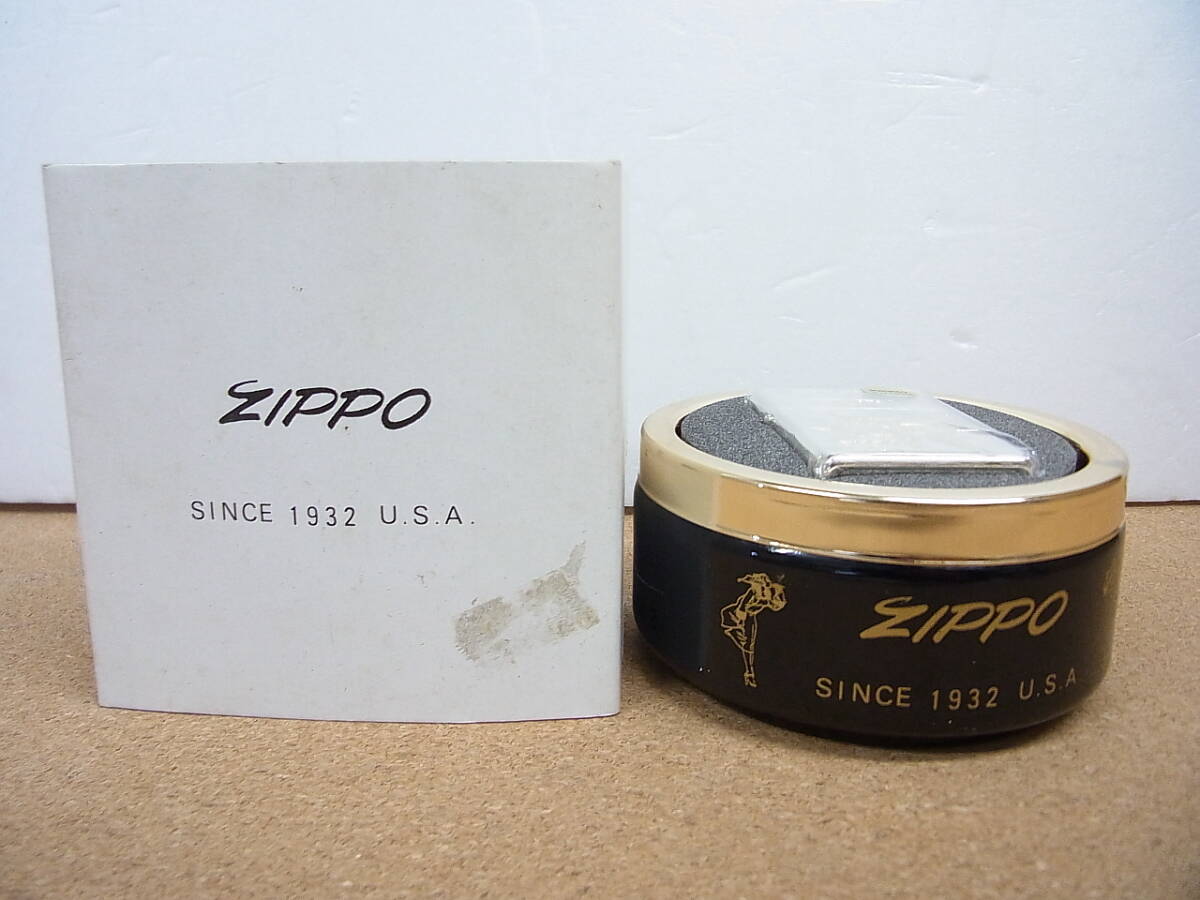 ZIPPO
SINCE 1932 U.S.A.
ZIPPO
SINCE 1932 U.S.A